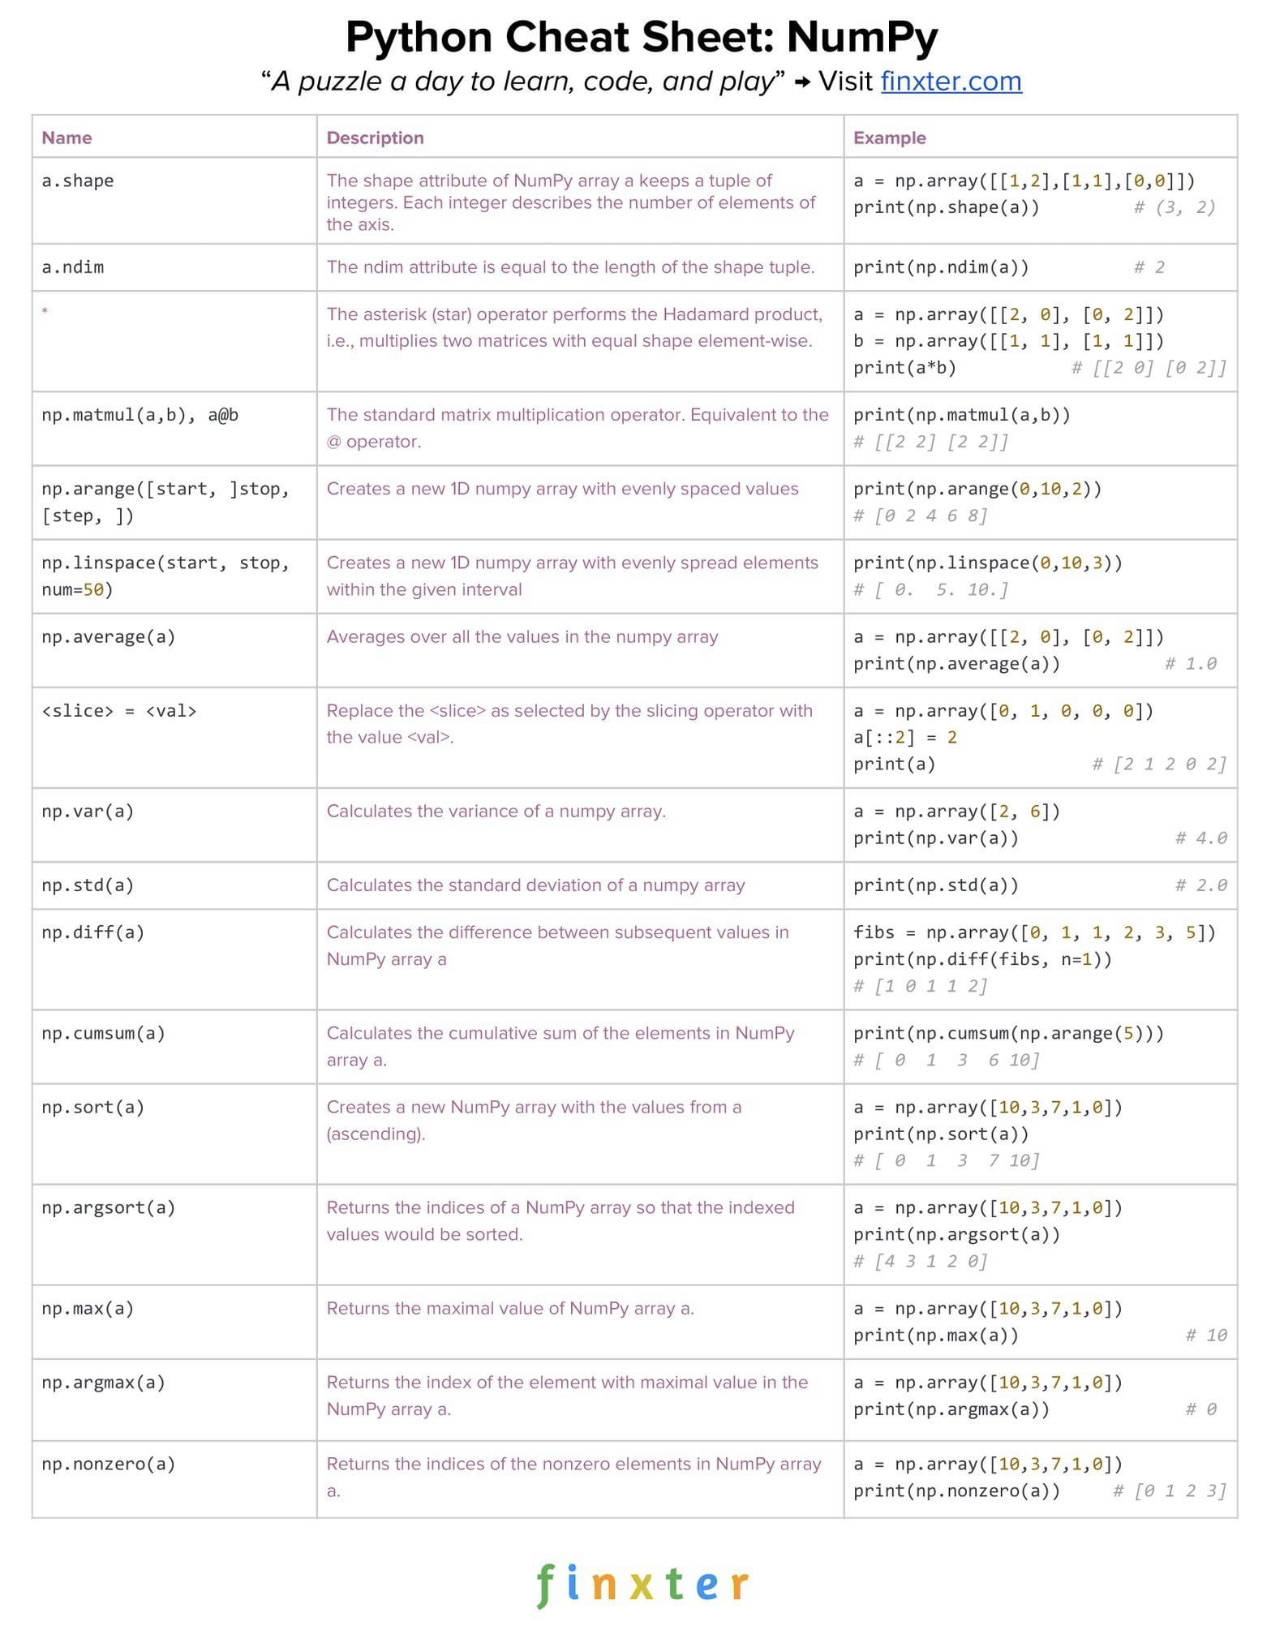 Python Cheat Sheet: NumPy
“A puzzle a day to learn, code, and play” → Visit finxter.com
Name Description Example
a.shape
The shape attribute of NumPy array a keeps a tuple of
integers. Each integer describes the number of elements of
the axis.
a = np.array([[1,2],[1,1],[0,0]])
print(np.shape(a)) # (3, 2)
a.ndim
The ndim attribute is equal to the length of the shape tuple.
print(np.ndim(a)) # 2
*
The asterisk (star) operator performs the Hadamard product,
i.e., multiplies two matrices with equal shape element-wise.
a = np.array([[2, 0], [0, 2]])
b = np.array([[1, 1], [1, 1]])
print(a*b) # [[2 0] [0 2]]
np.matmul(a,b), a@b
The standard matrix multiplication operator. Equivalent to the
@ operator.
print(np.matmul(a,b))
# [[2 2] [2 2]]
np.arange([start, ]stop,
[step, ])
Creates a new 1D numpy array with evenly spaced values
print(np.arange(0,10,2))
# [0 2 4 6 8]
np.linspace(start, stop,
num=50)
Creates a new 1D numpy array with evenly spread elements
within the given interval
print(np.linspace(0,10,3))
# [ 0. 5. 10.]
np.average(a)
Averages over all the values in the numpy array
a = np.array([[2, 0], [0, 2]])
print(np.average(a)) # 1.0
<slice> = <val>
Replace the <slice> as selected by the slicing operator with
the value <val>.
a = np.array([0, 1, 0, 0, 0])
a[::2] = 2
print(a) # [2 1 2 0 2]
np.var(a)
Calculates the variance of a numpy array.
a = np.array([2, 6])
print(np.var(a)) # 4.0
np.std(a)
Calculates the standard deviation of a numpy array
print(np.std(a)) # 2.0
np.diff(a)
Calculates the difference between subsequent values in
NumPy array a
fibs = np.array([0, 1, 1, 2, 3, 5])
print(np.diff(fibs, n=1))
# [1 0 1 1 2]
np.cumsum(a)
Calculates the cumulative sum of the elements in NumPy
array a.
print(np.cumsum(np.arange(5)))
# [ 0 1 3 6 10]
np.sort(a)
Creates a new NumPy array with the values from a
(ascending).
a = np.array([10,3,7,1,0])
print(np.sort(a))
# [ 0 1 3 7 10]
np.argsort(a)
Returns the indices of a NumPy array so that the indexed
values would be sorted.
a = np.array([10,3,7,1,0])
print(np.argsort(a))
# [4 3 1 2 0]
np.max(a)
Returns the maximal value of NumPy array a.
a = np.array([10,3,7,1,0])
print(np.max(a)) # 10
np.argmax(a)
Returns the index of the element with maximal value in the
NumPy array a.
a = np.array([10,3,7,1,0])
print(np.argmax(a)) # 0
np.nonzero(a)
Returns the indices of the nonzero elements in NumPy array
a.
a = np.array([10,3,7,1,0])
print(np.nonzero(a)) # [0 1 2 3]
finxter